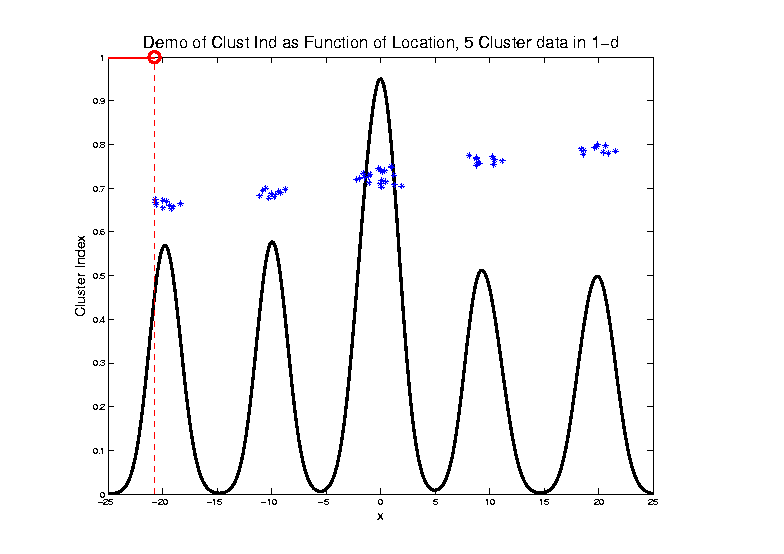 Demo of Clust Ind as Function of Location, 5 Cluster data in 1-d
1
0.9
0.8
0.7
0.6
0.5
0.4
0.3
0.2
0.1
0
Cluster Index
-25 -20 -15 -10 -5 0 5 10 15 20 25
x